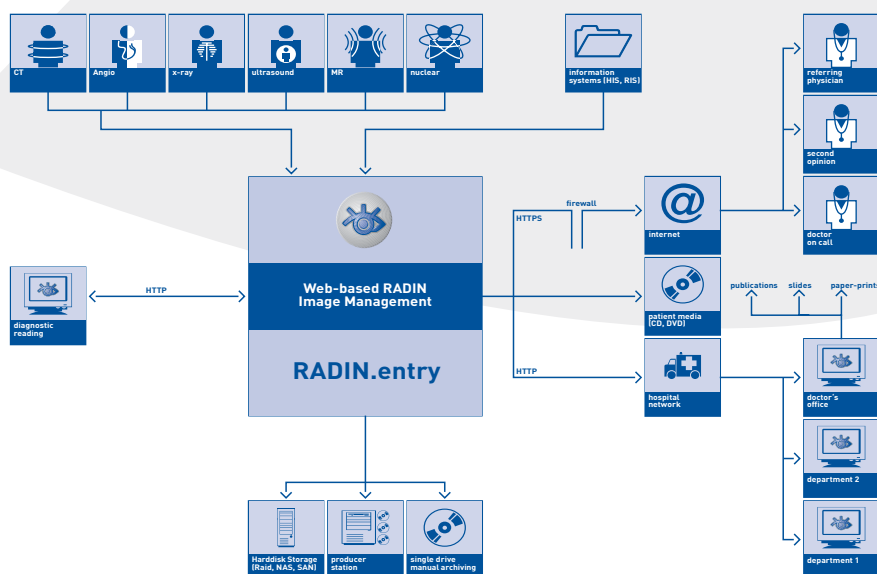 CT
Angio
x-ray
ultrasound
MR
nuclear
information
systems (HIS, RIS)
referring
physician
second
opinion
doctor
on call
firewall
HTTPS
@
internet
HTTP
diagnostic
reading
Web-based RADIN
Image Management
RADIN.entry
patient media
(CD, DVD)
publications
slides
paper-prints
HTTP
hospital
network
doctor's
office
department 2
department 1
Harddisk Storage
(Raid, NAS, SAN)
producer
station
single drive
manual archiving